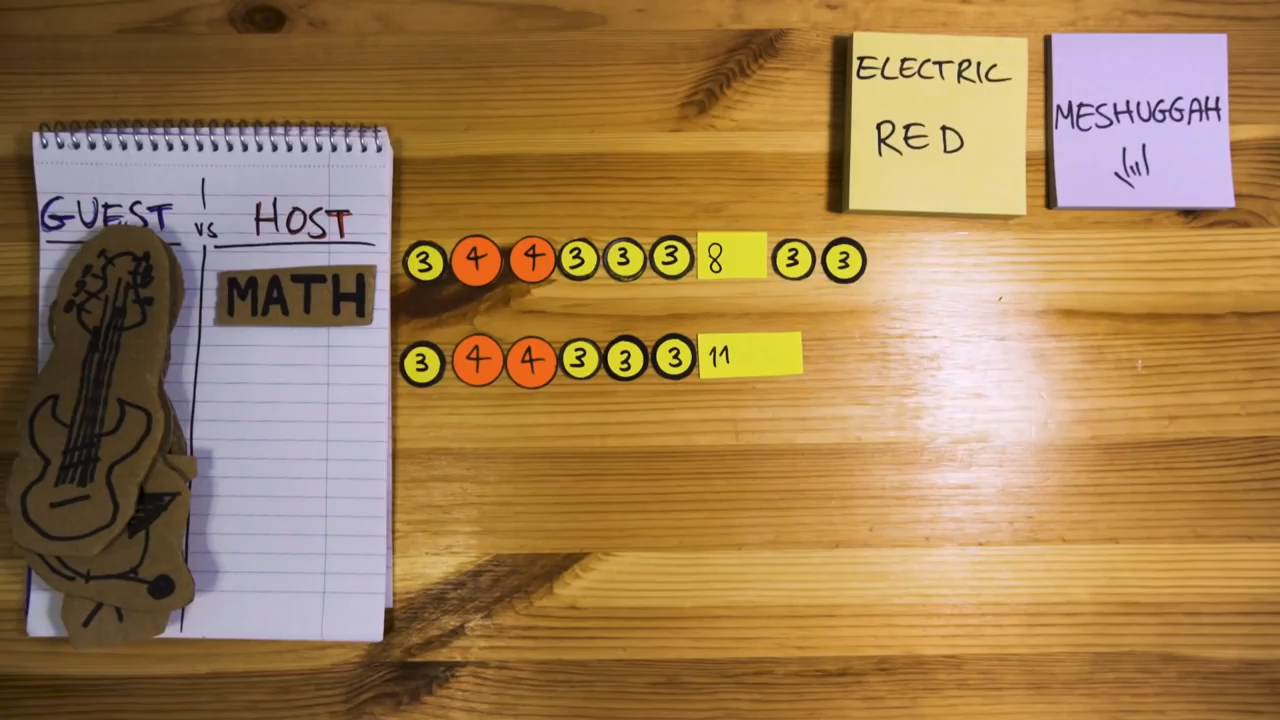 ELECTRIC
RED
MESHUGGAH
GUEST vs HOST
MATH
3 4 4 3 3 3 8 3 3
3 4 4 3 3 3 11